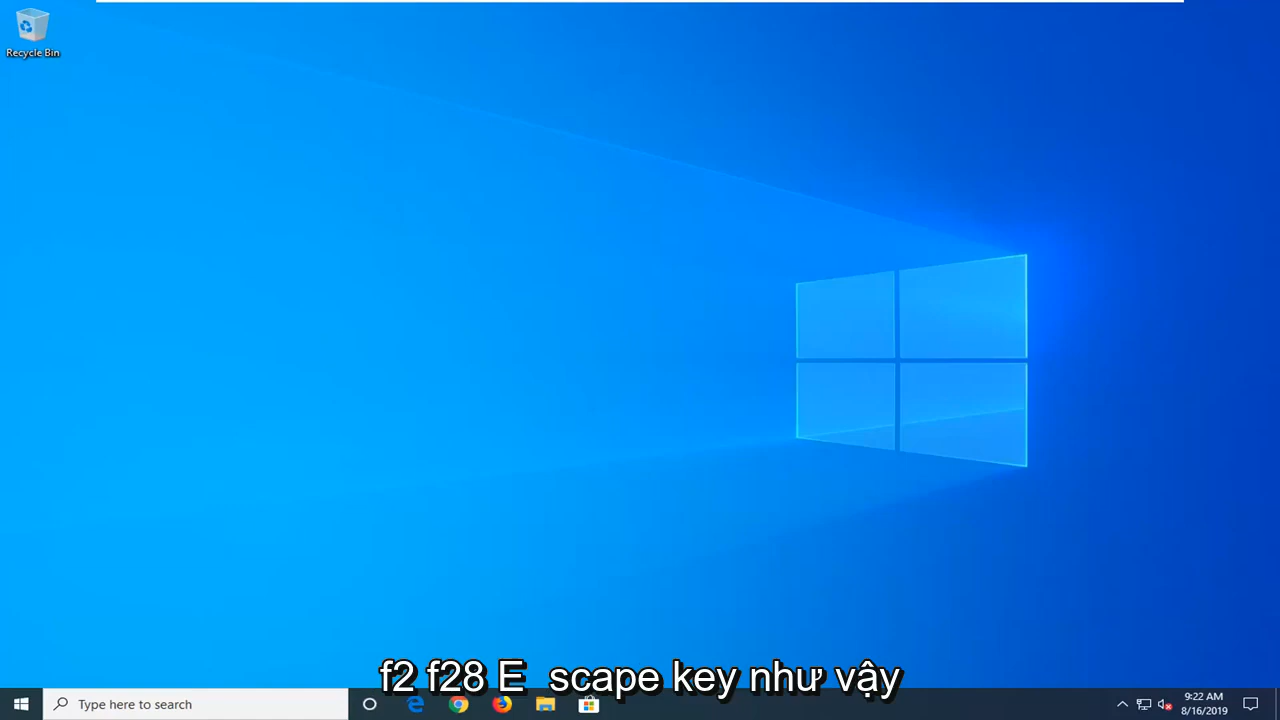 Recycle Bin
f2 f28 E scape key như vậy
Type here to search
9:22 AM
8/16/2019